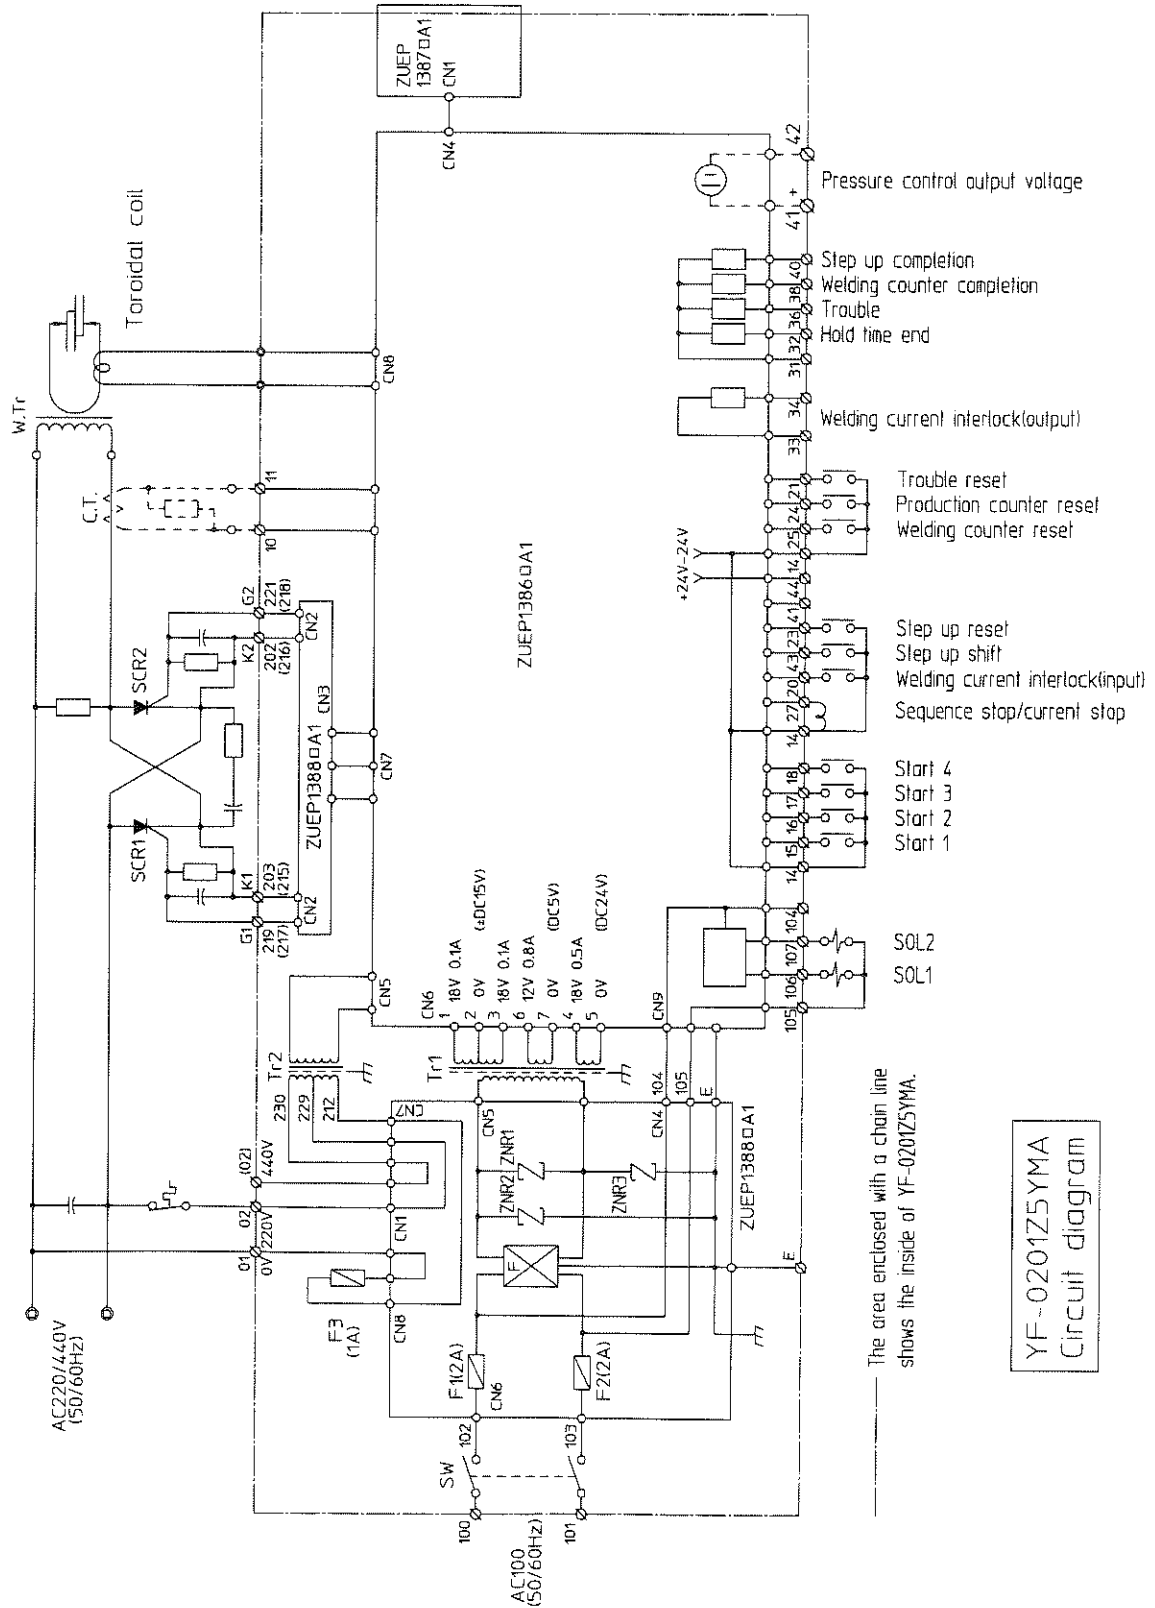 ZUEP
1387□A1
CN1
CN4
Toroidal coil
W.Tr
C.T.
11
10
CN8
ZUEP1386□A1
G2
221
(218)
K2
202
(216)
CN2
SCR2
CN3
ZUEP1388□A1
CN7
SCR1
K1
203
(215)
CN2
G1
219
(217)
CN5
Tr2
230
229
212
CN7
(02)
440V
02
220V
01
0V
CN1
CN8
F3
(1A)
AC220/440V
(50/60Hz)
CN6
1 18V 0.1A
2 0V (±DC15V)
3 18V 0.1A
6 12V 0.8A
7 0V (DC5V)
4 18V 0.5A
5 0V (DC24V)
Tr1
CN5
CN9
CN4
104
105
E
ZNR1
ZNR2
ZNR3
F
ZUEP1388□A1
E
F1(2A)
F2(2A)
CN6
102
103
SW
100
101
AC100
(50/60Hz)
42
41 +
Pressure control output voltage
40 Step up completion
38 Welding counter completion
36 Trouble
32 Hold time end
31
34
33
Welding current interlock(output)
21 Trouble reset
24 Production counter reset
25 Welding counter reset
14
+24V-24V
44
41
23 Step up reset
43 Step up shift
20 Welding current interlock(input)
27 Sequence stop/current stop
14
18 Start 4
17 Start 3
16 Start 2
15 Start 1
14
104
107 SOL2
106 SOL1
105
The area enclosed with a chain line
shows the inside of YF-0201Z5YMA.
YF-0201Z5YMA
Circuit diagram